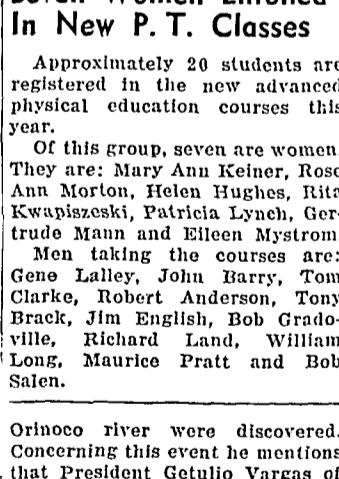 Seven Women Enrolled
In New P. T. Classes
Approximately 20 students are
registered in the new advanced
physical education courses this
year.
Of this group, seven are women.
They are: Mary Ann Keiner, Rose
Ann Morton, Helen Hughes, Rita
Kwapiszeski, Patricia Lynch, Ger-
trude Mann and Eileen Mystrom.
Men taking the courses are:
Gene Lalley, John Barry, Tom
Clarke, Robert Anderson, Tony
Brack, Jim English, Bob Grado-
ville, Richard Land, William
Long, Maurice Pratt and Bob
Salen.
Orinoco river were discovered.
Concerning this event he mentions
that President Getulio Vargas of